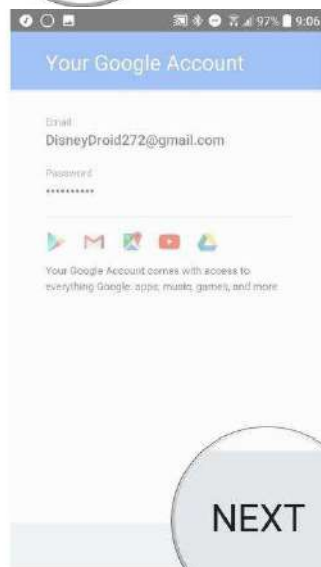 97% 9:06
Your Google Account
Email
DisneyDroid272@gmail.com
Password
••••••••••
Your Google Account comes with access to
everything Google: apps, music, games, and more
NEXT